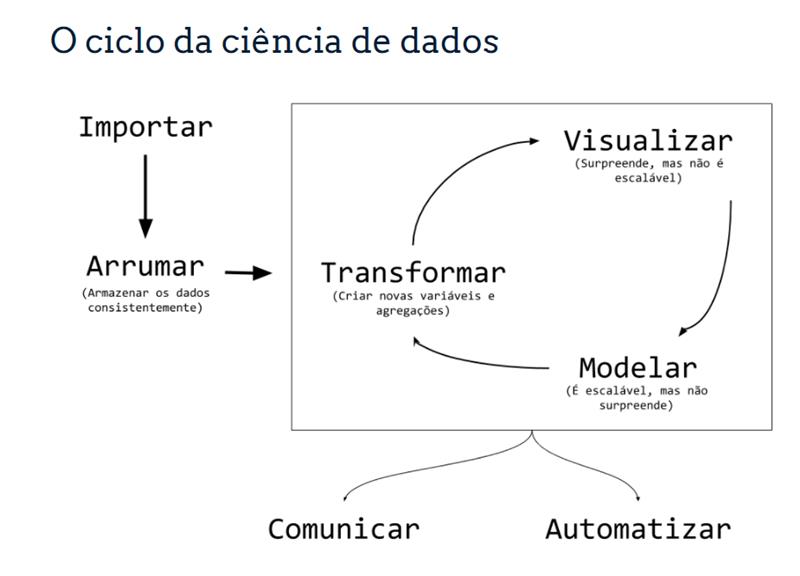 O ciclo da ciência de dados
Importar
Arrumar
(Armazenar os dados
consistentemente)
Transformar
(Criar novas variáveis e
agregações)
Visualizar
(Surpreende, mas não é
escalável)
Modelar
(É escalável, mas não
surpreende)
Comunicar
Automatizar